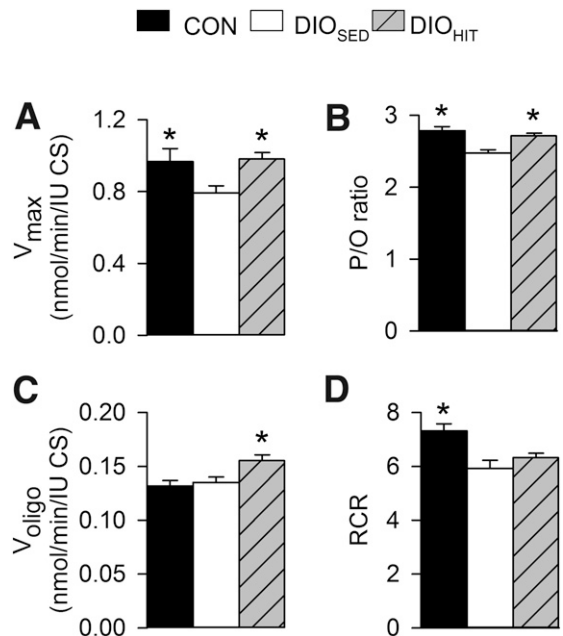 CON DIOSED DIOHIT
A
Vmax
(nmol/min/IU CS)
1.2
0.8
0.4
0.0
*
*
B
P/O ratio
3
2
1
0
*
*
C
Voligo
(nmol/min/IU CS)
0.20
0.15
0.10
0.05
0.00
*
D
RCR
8
6
4
2
0
*